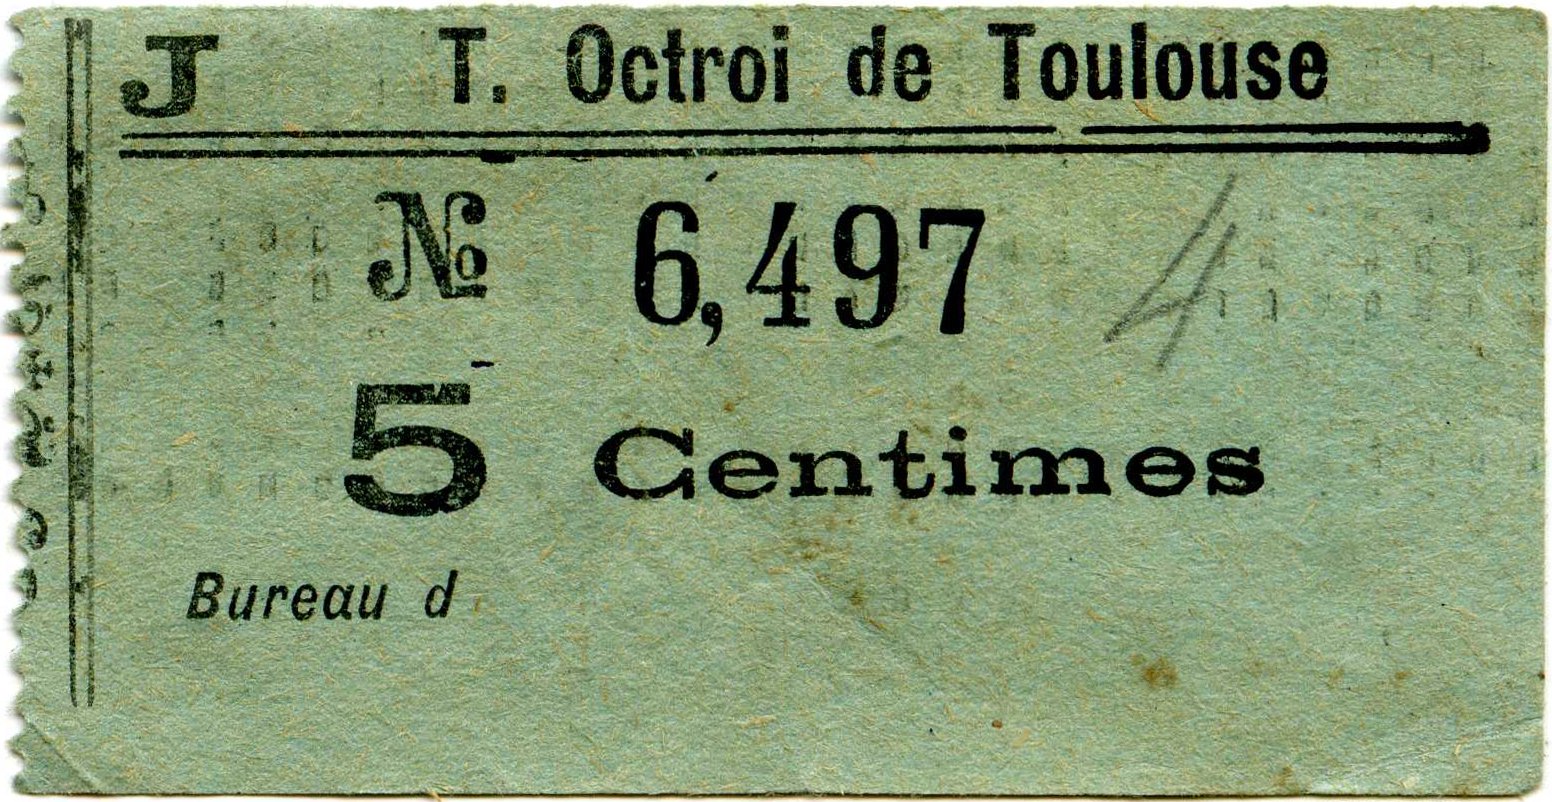 J T. Octroi de Toulouse
№ 6,497 4
5 Centimes
Bureau d